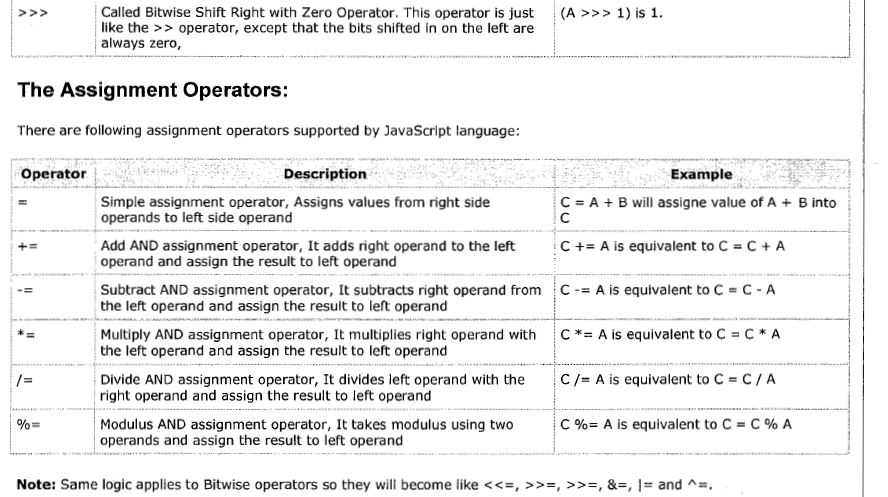 >>> Called Bitwise Shift Right with Zero Operator. This operator is just (A >>> 1) is 1.
like the >> operator, except that the bits shifted in on the left are
always zero,
The Assignment Operators:
There are following assignment operators supported by JavaScript language:
Operator Description Example
= Simple assignment operator, Assigns values from right side C = A + B will assigne value of A + B into
operands to left side operand C
+= Add AND assignment operator, It adds right operand to the left C += A is equivalent to C = C + A
operand and assign the result to left operand
-= Subtract AND assignment operator, It subtracts right operand from C -= A is equivalent to C = C - A
the left operand and assign the result to left operand
*= Multiply AND assignment operator, It multiplies right operand with C *= A is equivalent to C = C * A
the left operand and assign the result to left operand
/= Divide AND assignment operator, It divides left operand with the C /= A is equivalent to C = C / A
right operand and assign the result to left operand
%= Modulus AND assignment operator, It takes modulus using two C %= A is equivalent to C = C % A
operands and assign the result to left operand
Note: Same logic applies to Bitwise operators so they will become like <<=, >>=, >>=, &=, |= and ^=.